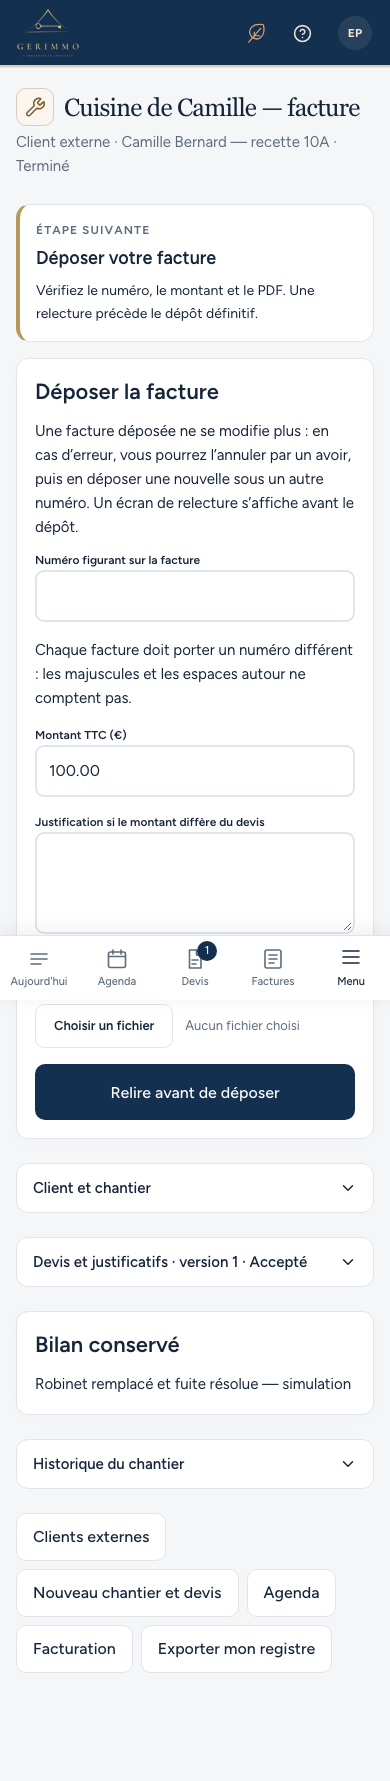 GERIMMO
EP
Cuisine de Camille — facture
Client externe · Camille Bernard — recette 10A ·
Terminé
ÉTAPE SUIVANTE
Déposer votre facture
Vérifiez le numéro, le montant et le PDF. Une
relecture précède le dépôt définitif.
Déposer la facture
Une facture déposée ne se modifie plus : en
cas d’erreur, vous pourrez l’annuler par un avoir,
puis en déposer une nouvelle sous un autre
numéro. Un écran de relecture s’affiche avant le
dépôt.
Numéro figurant sur la facture
Chaque facture doit porter un numéro différent
: les majuscules et les espaces autour ne
comptent pas.
Montant TTC (€)
100.00
Justification si le montant diffère du devis
1
Aujourd'hui Agenda Devis Factures Menu
Choisir un fichier Aucun fichier choisi
Relire avant de déposer
Client et chantier
Devis et justificatifs · version 1 · Accepté
Bilan conservé
Robinet remplacé et fuite résolue — simulation
Historique du chantier
Clients externes
Nouveau chantier et devis Agenda
Facturation Exporter mon registre